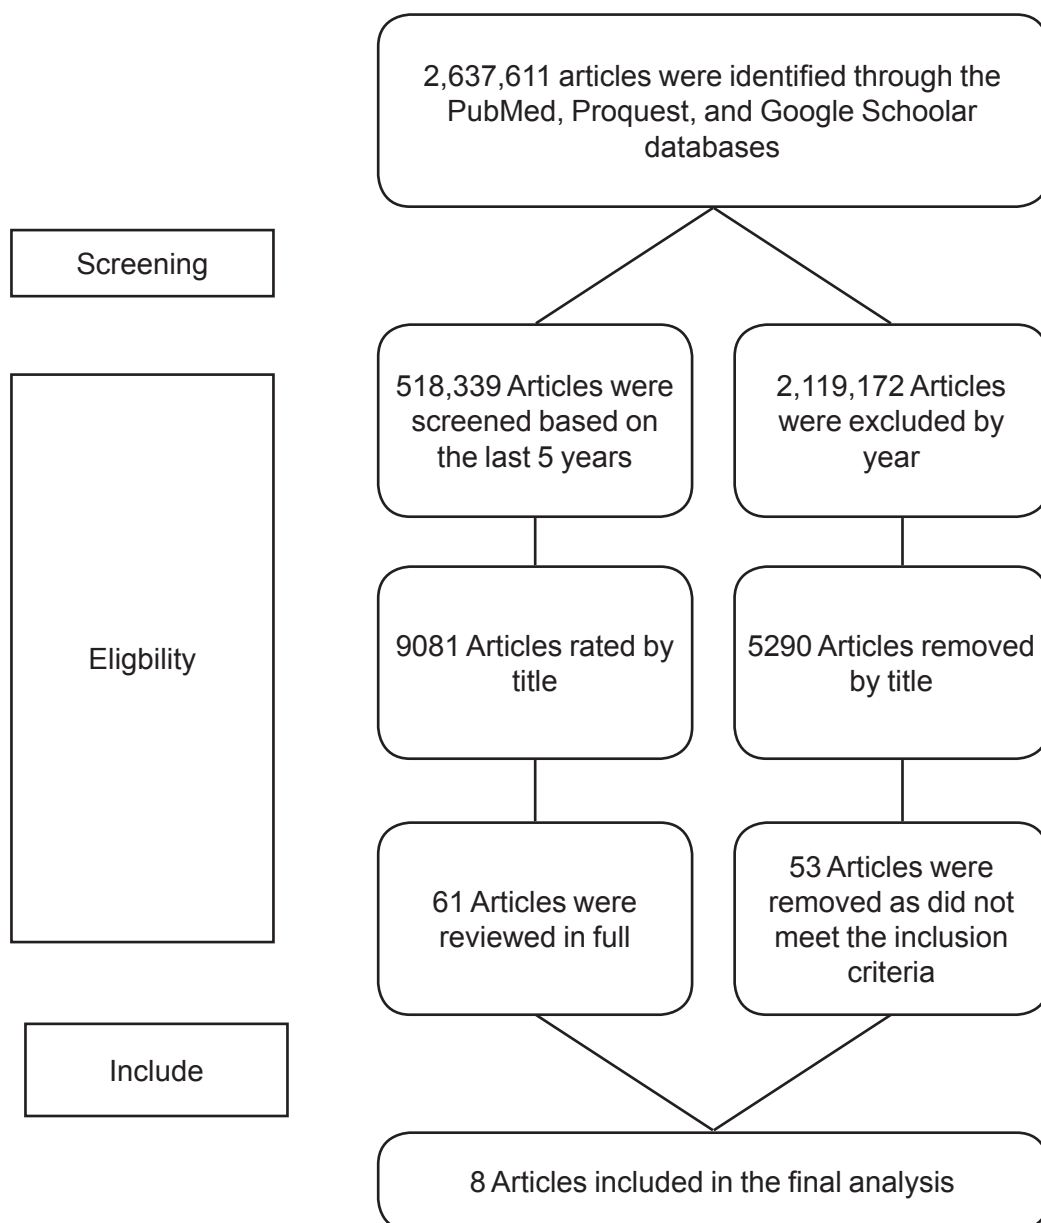 2,637,611 articles were identified through the
PubMed, Proquest, and Google Schoolar
databases
Screening
518,339 Articles were
screened based on
the last 5 years
2,119,172 Articles
were excluded by
year
Eligbility
9081 Articles rated by
title
5290 Articles removed
by title
61 Articles were
reviewed in full
53 Articles were
removed as did not
meet the inclusion
criteria
Include
8 Articles included in the final analysis